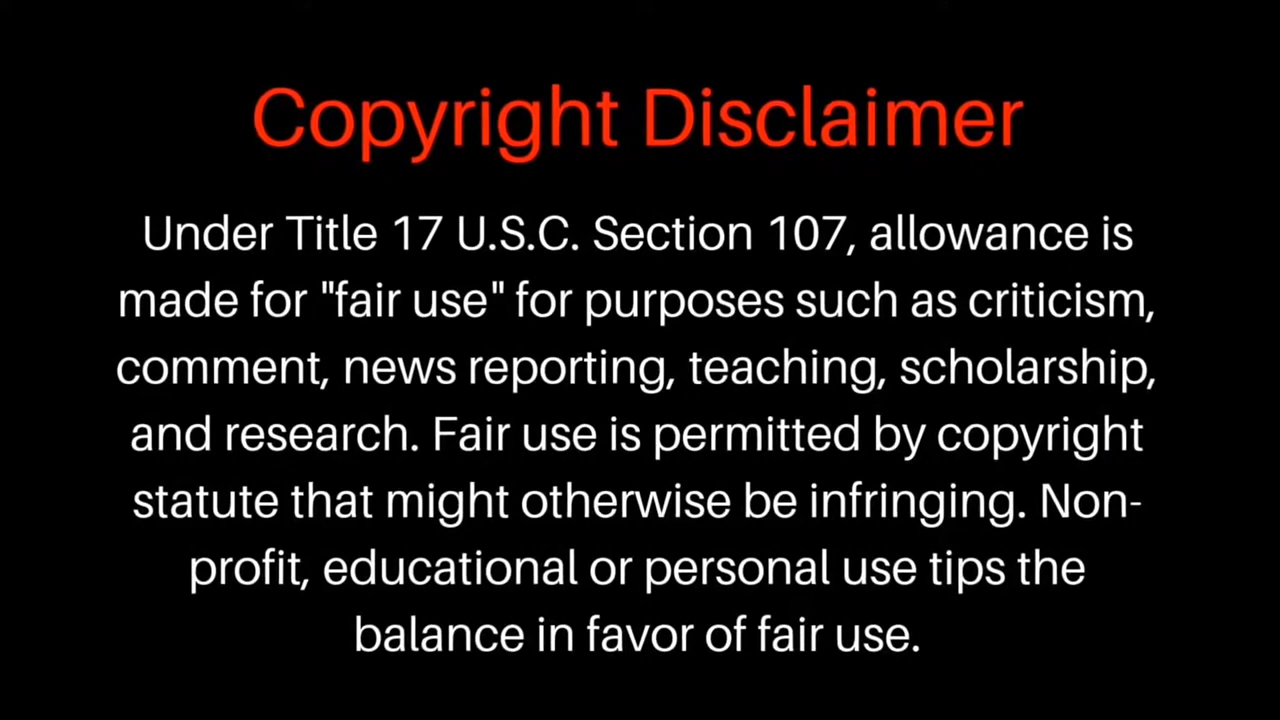 Copyright Disclaimer
Under Title 17 U.S.C. Section 107, allowance is
made for "fair use" for purposes such as criticism,
comment, news reporting, teaching, scholarship,
and research. Fair use is permitted by copyright
statute that might otherwise be infringing. Non-
profit, educational or personal use tips the
balance in favor of fair use.